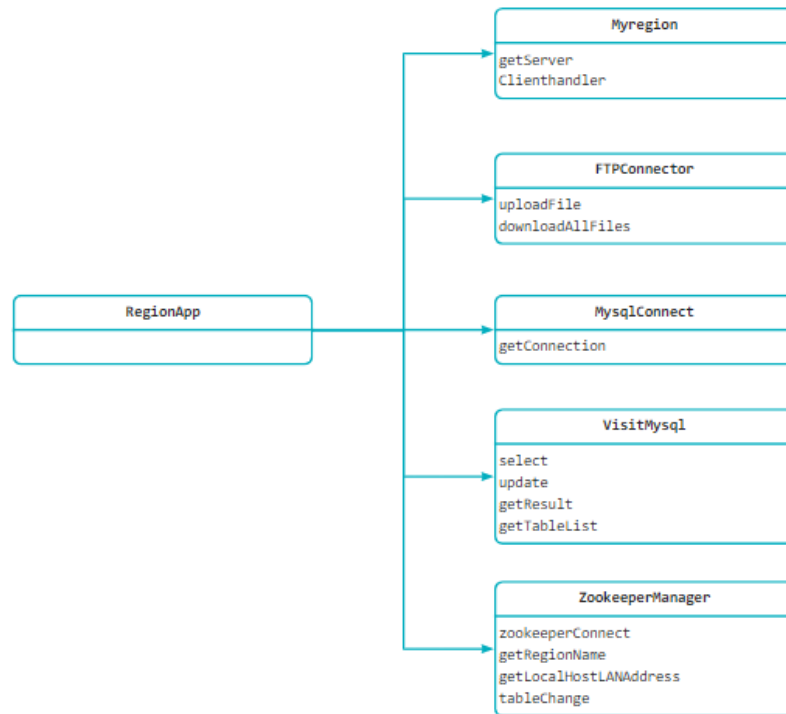 Myregion
getServer
Clienthandler
FTPConnector
uploadFile
downloadAllFiles
RegionApp
MysqlConnect
getConnection
VisitMysql
select
update
getResult
getTableList
ZookeeperManager
zookeeperConnect
getRegionName
getLocalHostLANAddress
tableChange